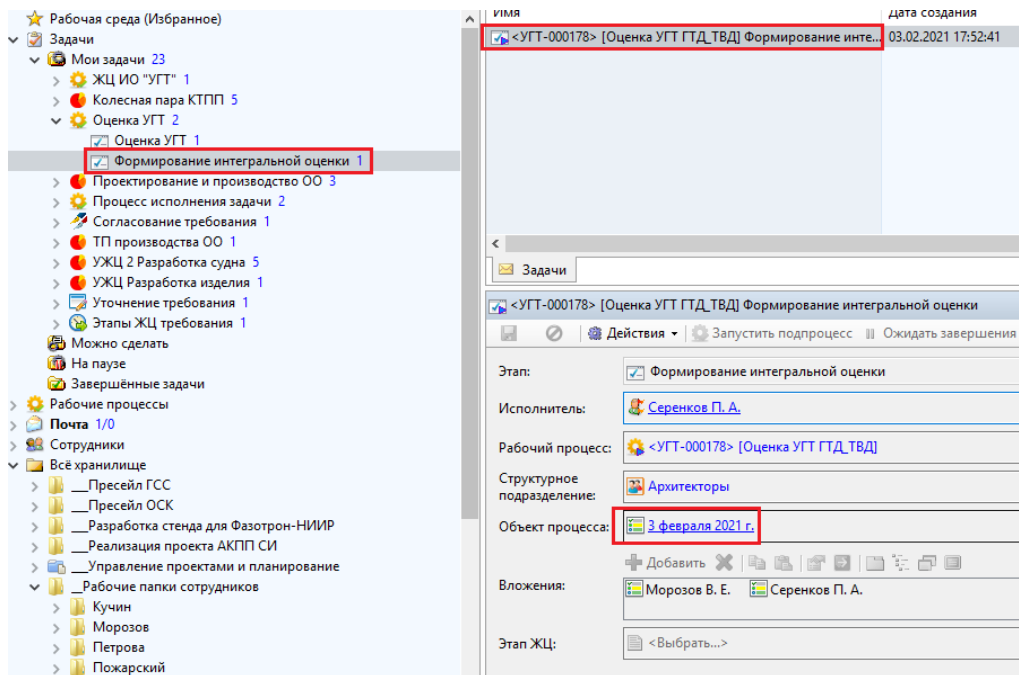 Рабочая среда (Избранное)
Задачи
Мои задачи 23
ЖЦ ИО "УГТ" 1
Колесная пара КТПП 5
Оценка УГТ 2
Оценка УГТ 1
Формирование интегральной оценки 1
Проектирование и производство ОО 3
Процесс исполнения задачи 2
Согласование требования 1
ТП производства ОО 1
УЖЦ 2 Разработка судна 5
УЖЦ Разработка изделия 1
Уточнение требования 1
Этапы ЖЦ требования 1
Можно сделать
На паузе
Завершённые задачи
Рабочие процессы
Почта 1/0
Сотрудники
Всё хранилище
__Пресейл ГСС
__Пресейл ОСК
__Разработка стенда для Фазотрон-НИИР
__Реализация проекта АКПП СИ
__Управление проектами и планирование
_Рабочие папки сотрудников
Кучин
Морозов
Петрова
Пожарский
Имя Дата создания
<УГТ-000178> [Оценка УГТ ГТД_ТВД] Формирование инте... 03.02.2021 17:52:41
Задачи
<УГТ-000178> [Оценка УГТ ГТД_ТВД] Формирование интегральной оценки
Действия Запустить подпроцесс Ожидать завершения
Этап: Формирование интегральной оценки
Исполнитель: Серенков П. А.
Рабочий процесс: <УГТ-000178> [Оценка УГТ ГТД_ТВД]
Структурное
подразделение: Архитекторы
Объект процесса: 3 февраля 2021 г.
Добавить
Вложения: Морозов В. Е. Серенков П. А.
Этап ЖЦ: <Выбрать...>